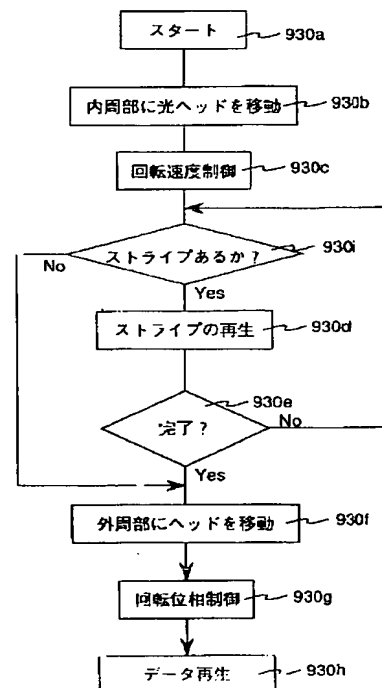 スタート 930a
内周部に光ヘッドを移動 930b
回転速度制御 930c
ストライプあるか？ 930i
No
Yes
ストライプの再生 930d
930e
完了？ No
Yes
外周部にヘッドを移動 930f
回転位相制御 930g
データ再生 930h